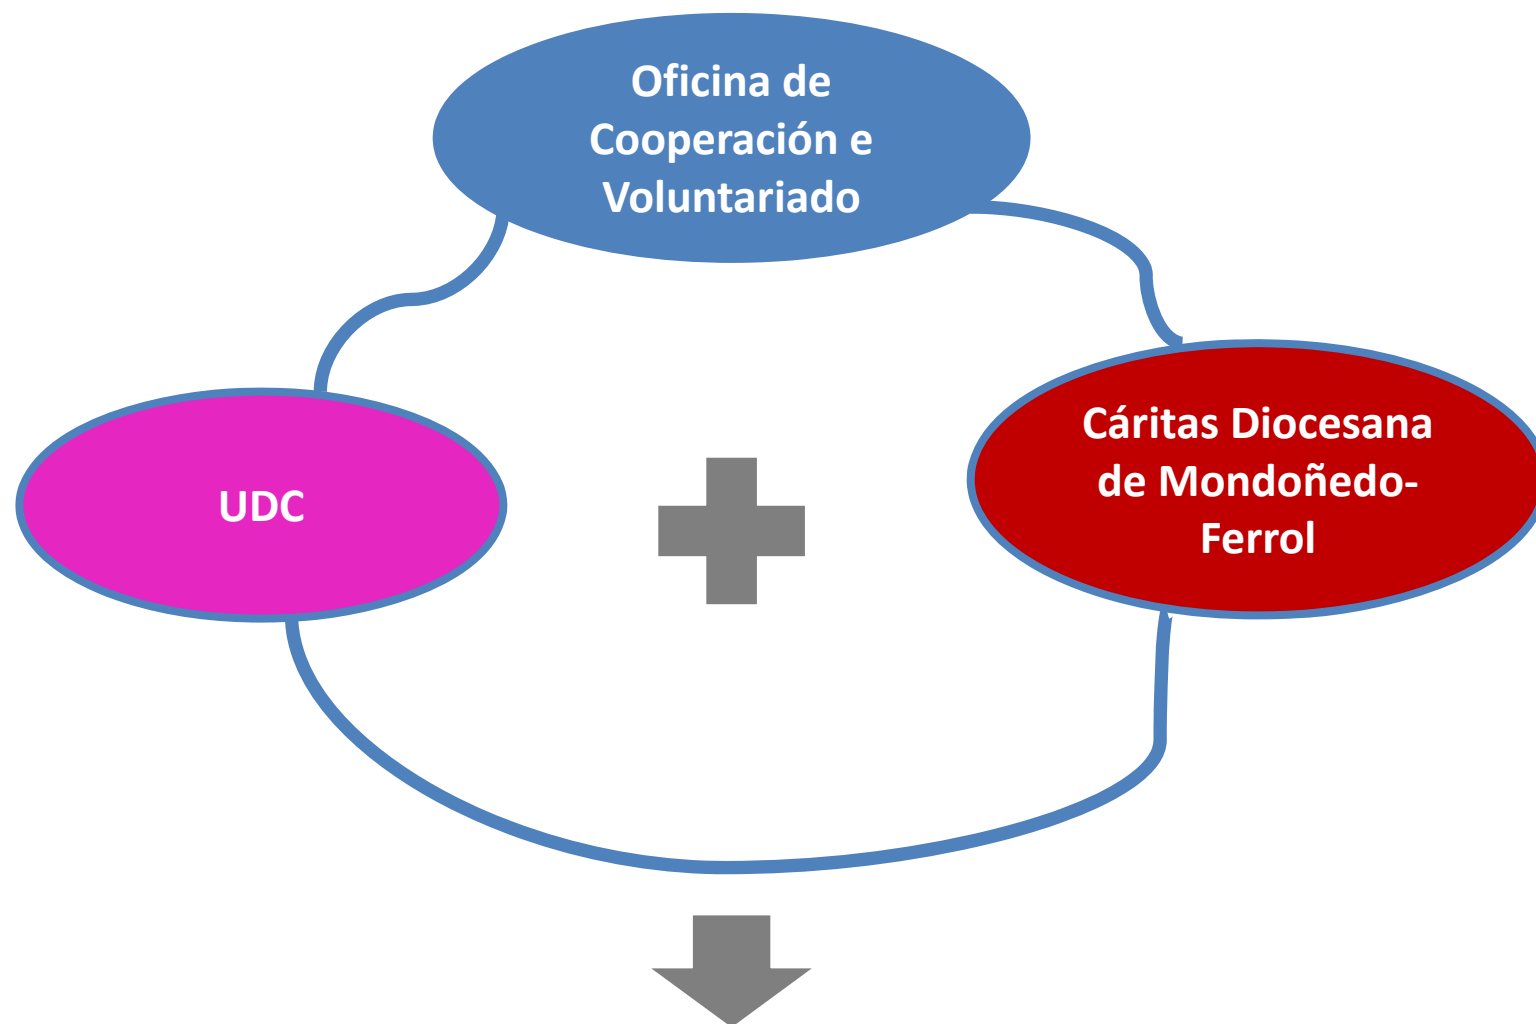 Oficina de
Cooperación e
Voluntariado
Cáritas Diocesana
de Mondoñedo-
Ferrol
UDC